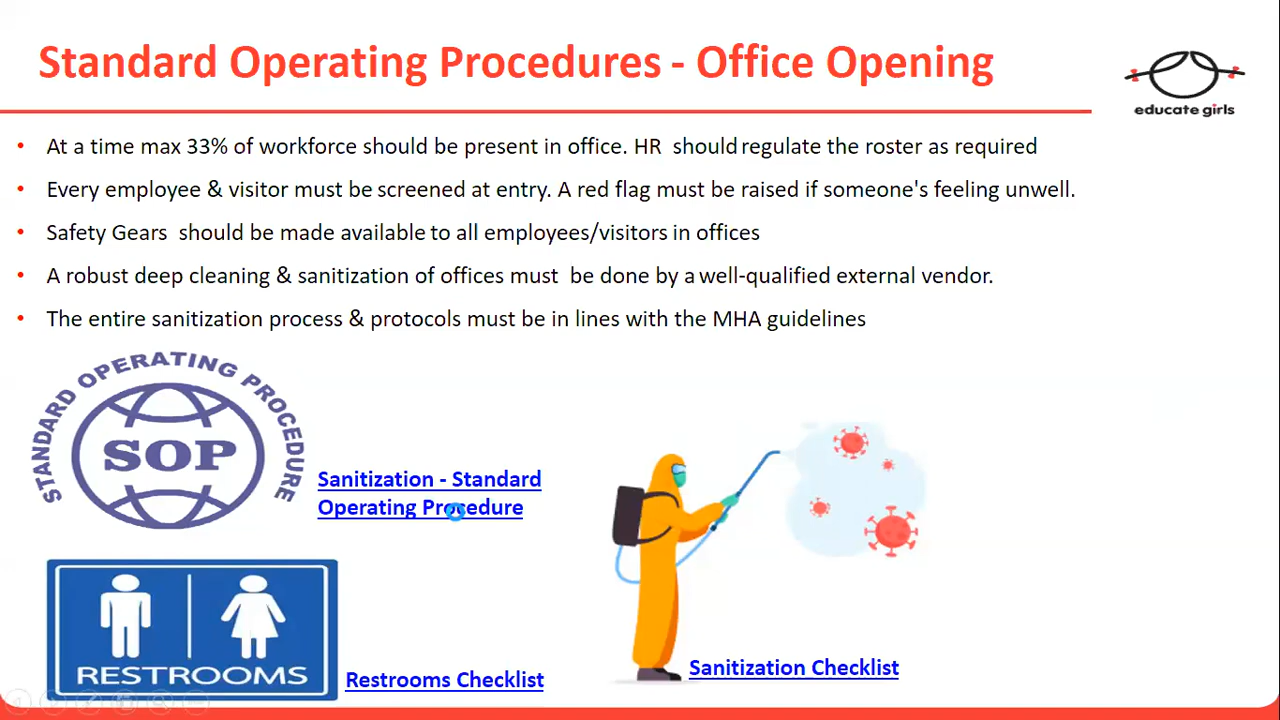 Standard Operating Procedures - Office Opening
educate girls
• At a time max 33% of workforce should be present in office. HR should regulate the roster as required
• Every employee & visitor must be screened at entry. A red flag must be raised if someone's feeling unwell.
• Safety Gears should be made available to all employees/visitors in offices
• A robust deep cleaning & sanitization of offices must be done by a well-qualified external vendor.
• The entire sanitization process & protocols must be in lines with the MHA guidelines
STANDARD OPERATING PROCEDURE
SOP
Sanitization - Standard
Operating Procedure
RESTROOMS
Restrooms Checklist
Sanitization Checklist